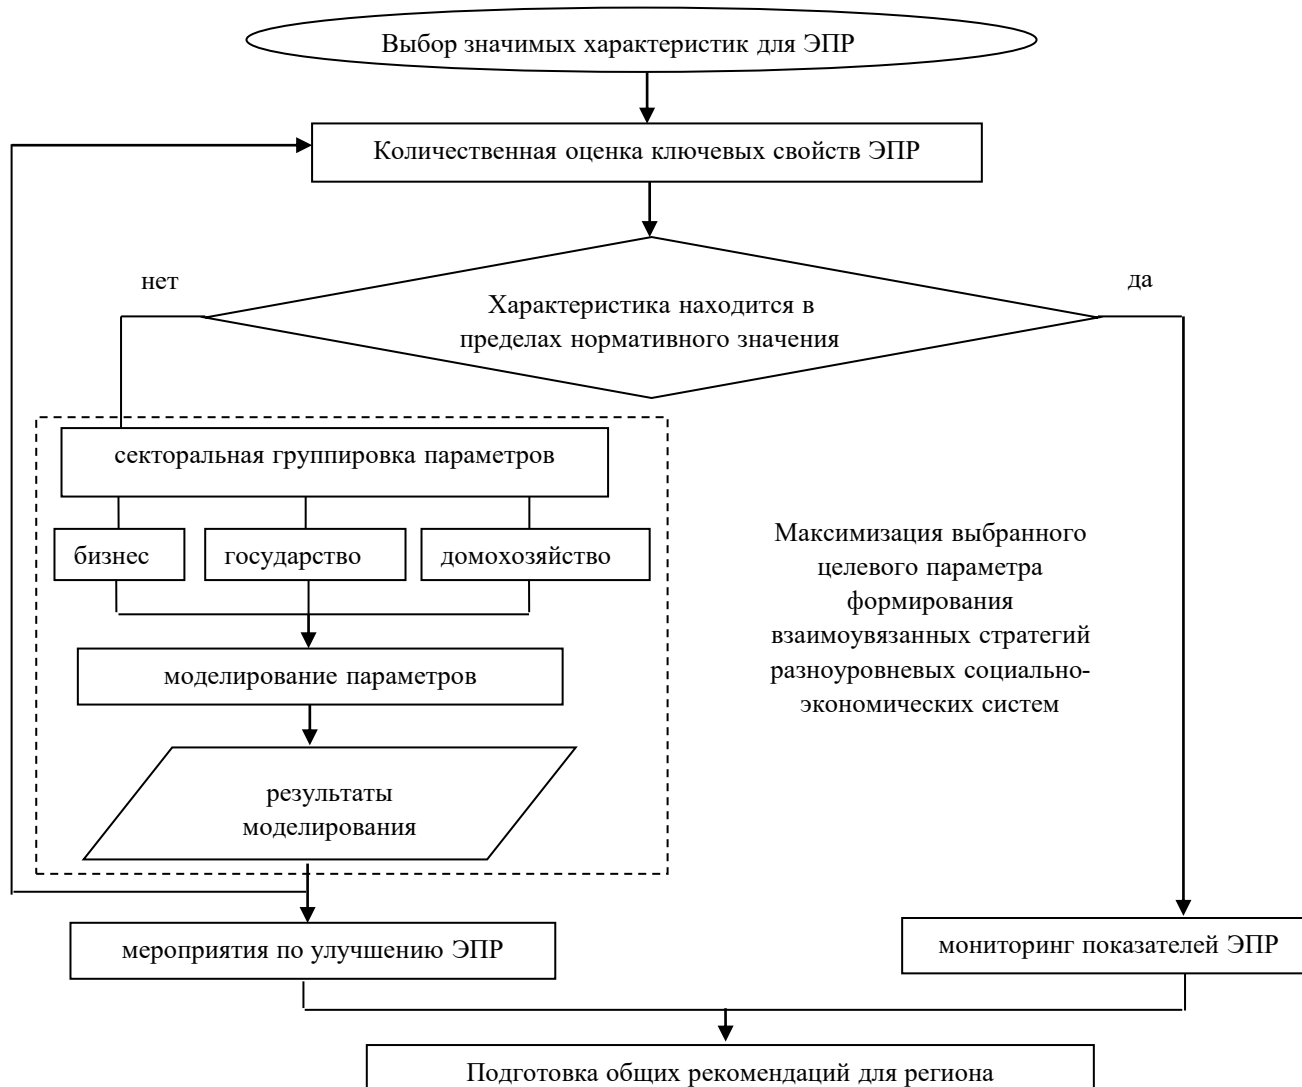 Выбор значимых характеристик для ЭПР
Количественная оценка ключевых свойств ЭПР
нет
да
Характеристика находится в
пределах нормативного значения
секторальная группировка параметров
бизнес
государство
домохозяйство
Максимизация выбранного
целевого параметра
формирования
взаимоувязанных стратегий
разноуровневых социально-
экономических систем
моделирование параметров
результаты
моделирования
мероприятия по улучшению ЭПР
мониторинг показателей ЭПР
Подготовка общих рекомендаций для региона